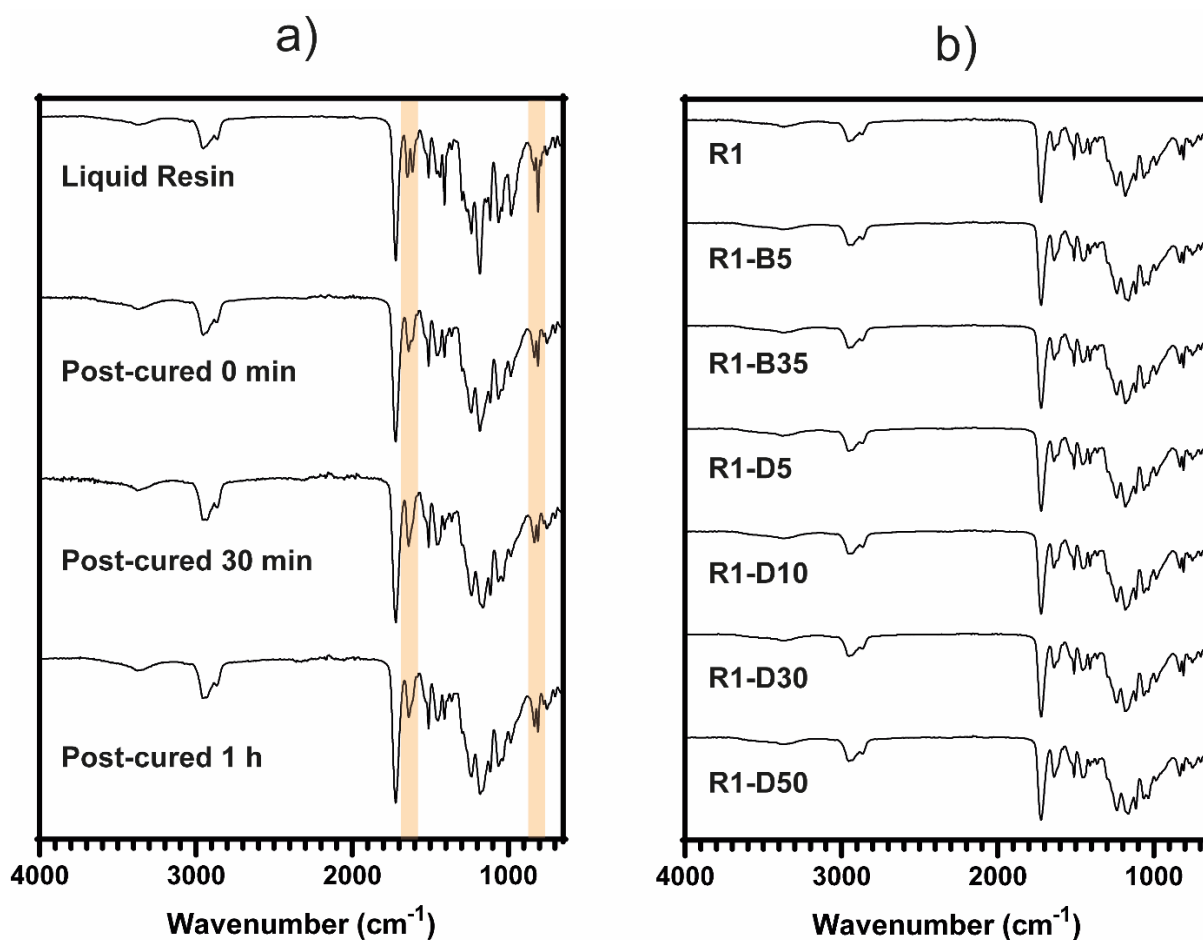 a)
Liquid Resin
Post-cured 0 min
Post-cured 30 min
Post-cured 1 h
4000 3000 2000 1000
Wavenumber (cm⁻¹)
b)
R1
R1-B5
R1-B35
R1-D5
R1-D10
R1-D30
R1-D50
4000 3000 2000 1000
Wavenumber (cm⁻¹)